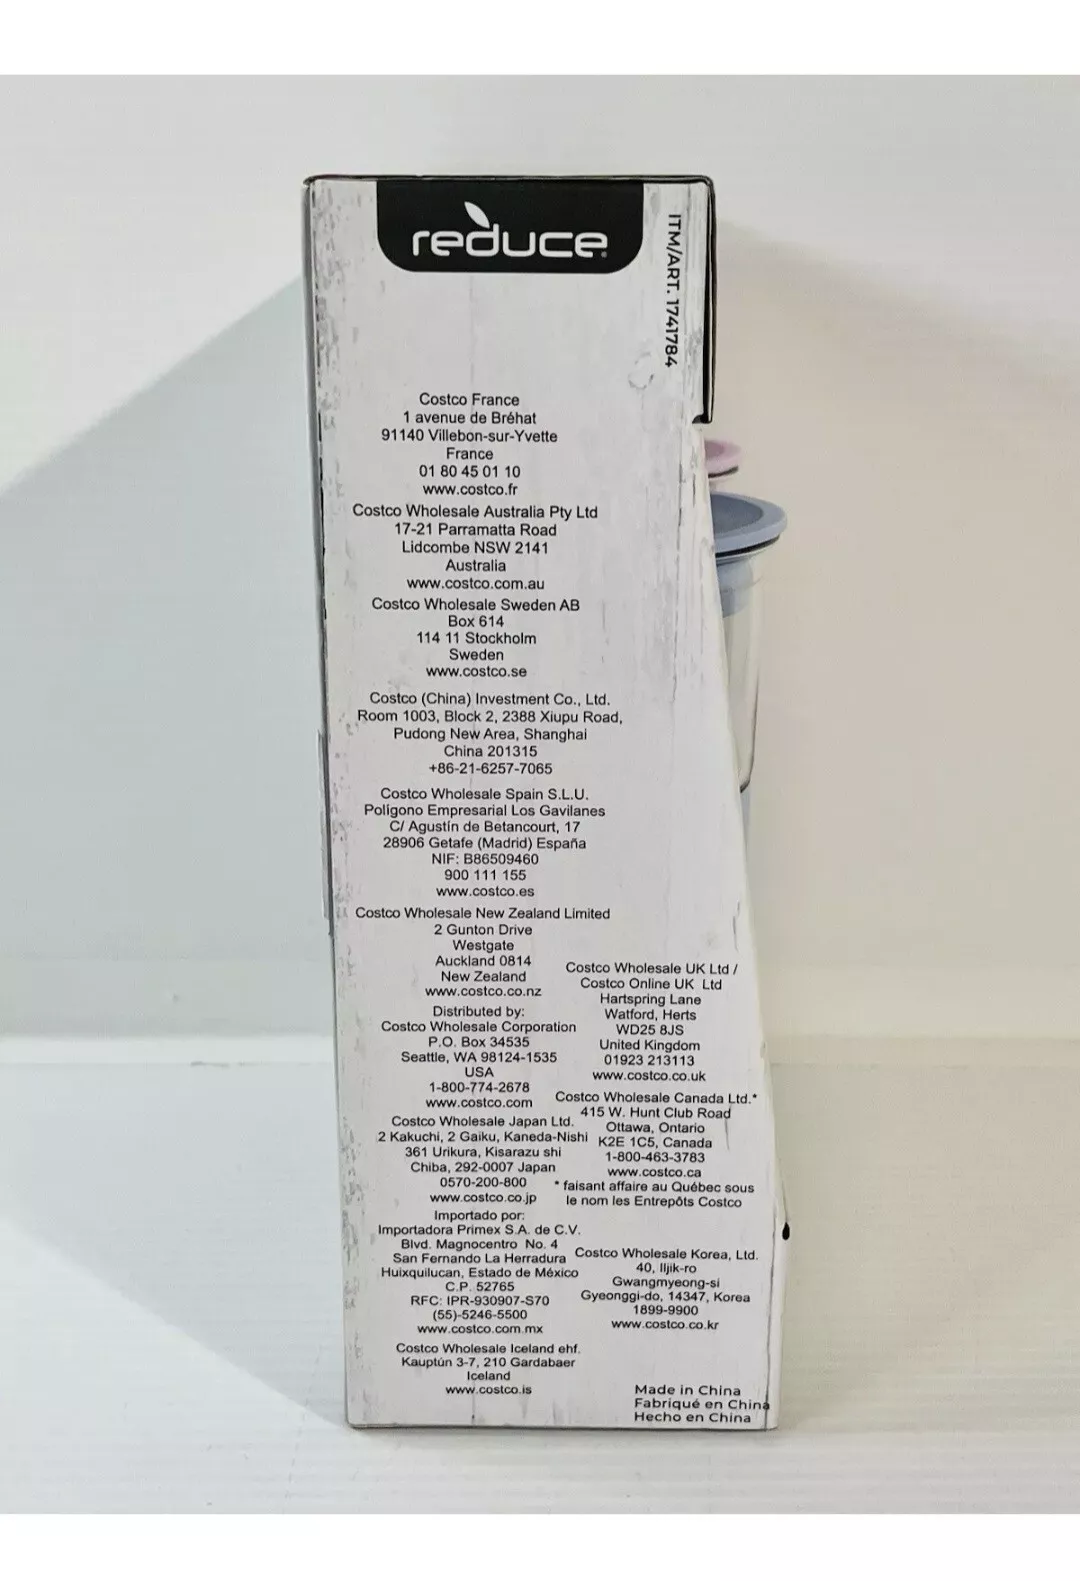 reduce
ITM/ART. 1741784
Costco France
1 avenue de Bréhat
91140 Villebon-sur-Yvette
France
01 80 45 01 10
www.costco.fr
Costco Wholesale Australia Pty Ltd
17-21 Parramatta Road
Lidcombe NSW 2141
Australia
www.costco.com.au
Costco Wholesale Sweden AB
Box 614
114 11 Stockholm
Sweden
www.costco.se
Costco (China) Investment Co., Ltd.
Room 1003, Block 2, 2388 Xiupu Road,
Pudong New Area, Shanghai
China 201315
+86-21-6257-7065
Costco Wholesale Spain S.L.U.
Polígono Empresarial Los Gavilanes
C/ Agustín de Betancourt, 17
28906 Getafe (Madrid) España
NIF: B86509460
900 111 155
www.costco.es
Costco Wholesale New Zealand Limited
2 Gunton Drive
Westgate
Auckland 0814
New Zealand
www.costco.co.nz
Distributed by:
Costco Wholesale Corporation
P.O. Box 34535
Seattle, WA 98124-1535
USA
1-800-774-2678
www.costco.com
Costco Wholesale Japan Ltd.
2 Kakuchi, 2 Gaiku, Kaneda-Nishi
361 Urikura, Kisarazu shi
Chiba, 292-0007 Japan
0570-200-800
www.costco.co.jp
Importado por:
Importadora Primex S.A. de C.V.
Blvd. Magnocentro No. 4
San Fernando La Herradura
Huixquilucan, Estado de México
C.P. 52765
RFC: IPR-930907-S70
(55)-5246-5500
www.costco.com.mx
Costco Wholesale Iceland ehf.
Kauptún 3-7, 210 Gardabaer
Iceland
www.costco.is
Costco Wholesale UK Ltd /
Costco Online UK Ltd
Hartspring Lane
Watford, Herts
WD25 8JS
United Kingdom
01923 213113
www.costco.co.uk
Costco Wholesale Canada Ltd.*
415 W. Hunt Club Road
Ottawa, Ontario
K2E 1C5, Canada
1-800-463-3783
www.costco.ca
* faisant affaire au Québec sous
le nom les Entrepôts Costco
Costco Wholesale Korea, Ltd.
40, Iljik-ro
Gwangmyeong-si
Gyeonggi-do, 14347, Korea
1899-9900
www.costco.co.kr
Made in China
Fabriqué en China
Hecho en China